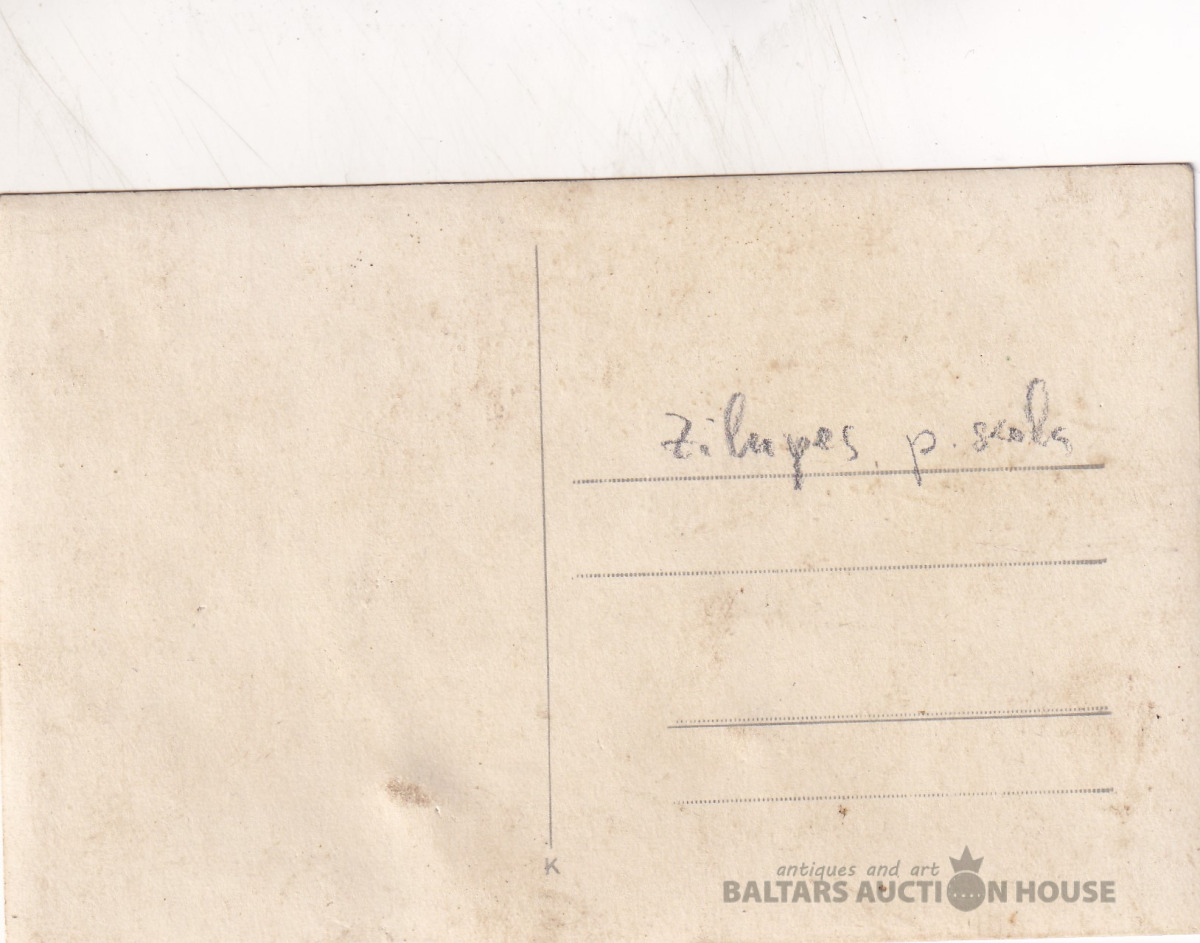 Zilupes, p. skola
K
antiques and art
BALTARS AUCTION HOUSE